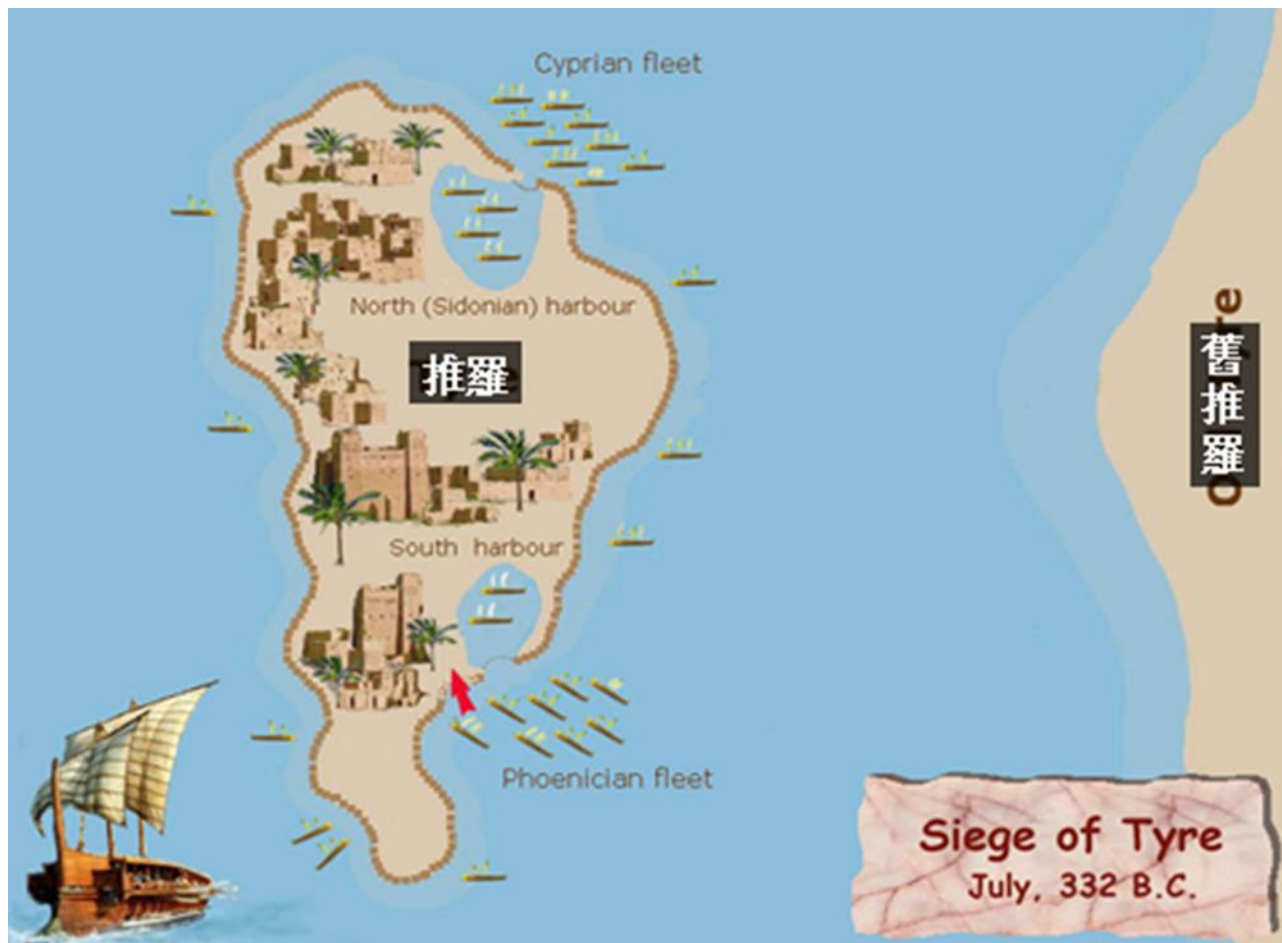 Cyprian fleet
North (Sidonian) harbour
推羅
舊推羅
South harbour
Phoenician fleet
Siege of Tyre
July, 332 B.C.